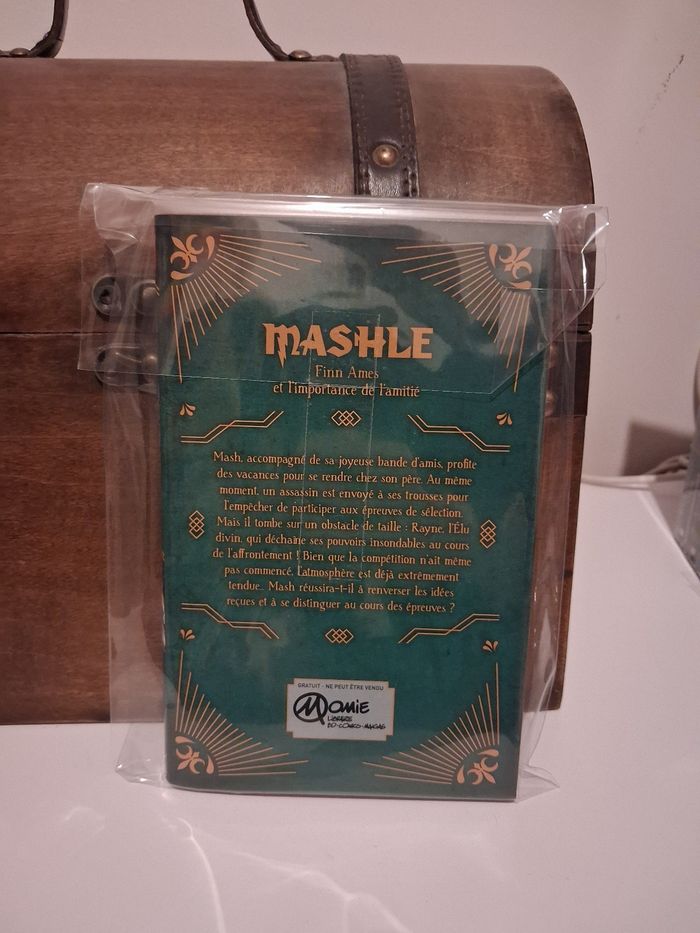 MASHLE
Finn Ames
et l'importance de l'amitié
Mash, accompagné de sa joyeuse bande d'amis, profite
des vacances pour se rendre chez son père. Au même
moment, un assassin est envoyé à ses trousses pour
l'empêcher de participer aux épreuves de sélection.
Mais il tombe sur un obstacle de taille : Rayne, l'Élu
divin, qui déchaîne ses pouvoirs insondables au cours
de l'affrontement ! Bien que la compétition n'ait même
pas commencé, l'atmosphère est déjà extrêmement
tendue... Mash réussira-t-il à renverser les idées
reçues et à se distinguer au cours des épreuves ?
GRATUIT - NE PEUT ÊTRE VENDU
MOMIE
LIBRAIRIE
BD-COMICS-MANGAS